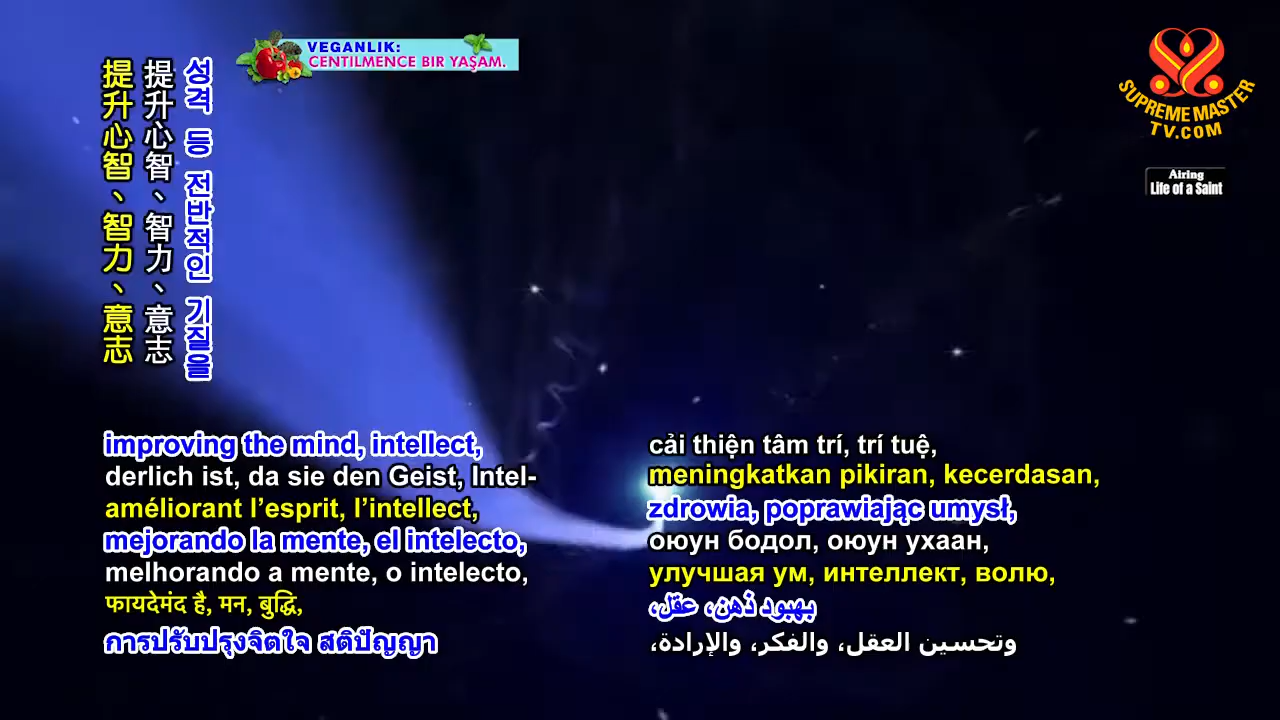 VEGANLIK:
CENTILMENCE BIR YAŞAM.
SUPREME MASTER
TV.COM
Airing
Life of a Saint
성격 등 전반적인 기질을
提升心智、智力、意志
提升心智、智力、意志
improving the mind, intellect,
derlich ist, da sie den Geist, Intel-
améliorant l’esprit, l’intellect,
mejorando la mente, el intelecto,
melhorando a mente, o intelecto,
फायदेमंद है, मन, बुद्धि,
การปรับปรุงจิตใจ สติปัญญา
cải thiện tâm trí, trí tuệ,
meningkatkan pikiran, kecerdasan,
zdrowia, poprawiając umysł,
оюун бодол, оюун ухаан,
улучшая ум, интеллект, волю,
بهبود ذهن، عقل،
وتحسين العقل، والفكر، والإرادة،